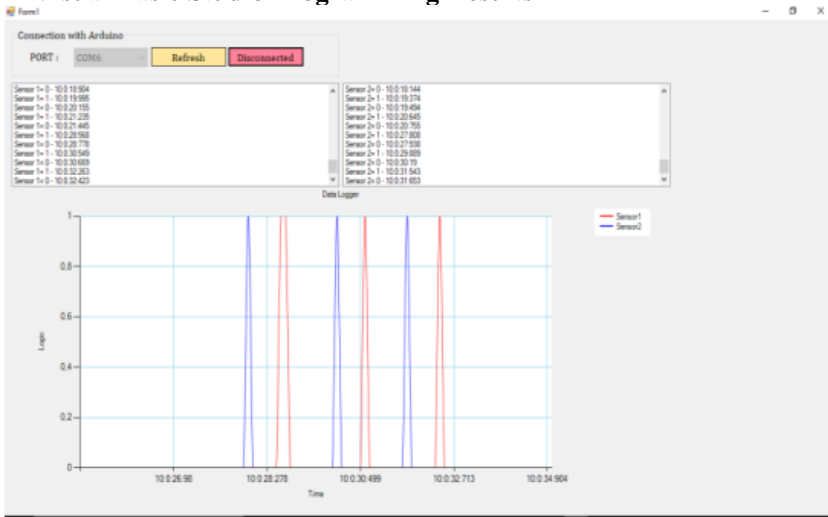 Form1
Connection with Arduino
PORT : COM6 Refresh Disconnected
Sensor 1= 0 - 10:0:18:904
Sensor 1= 1 - 10:0:19:995
Sensor 1= 0 - 10:0:20:155
Sensor 1= 1 - 10:0:21:235
Sensor 1= 0 - 10:0:21:445
Sensor 1= 1 - 10:0:28:568
Sensor 1= 0 - 10:0:28:778
Sensor 1= 1 - 10:0:30:549
Sensor 1= 0 - 10:0:30:689
Sensor 1= 1 - 10:0:32:263
Sensor 1= 0 - 10:0:32:423
Sensor 2= 0 - 10:0:18:144
Sensor 2= 1 - 10:0:19:374
Sensor 2= 0 - 10:0:19:494
Sensor 2= 1 - 10:0:20:645
Sensor 2= 0 - 10:0:20:755
Sensor 2= 1 - 10:0:27:808
Sensor 2= 0 - 10:0:27:938
Sensor 2= 1 - 10:0:29:889
Sensor 2= 0 - 10:0:30:19
Sensor 2= 1 - 10:0:31:543
Sensor 2= 0 - 10:0:31:653
Data Logger
Sensor1
Sensor2
1
0.8
0.6
0.4
0.2
0
Logic
10:0:26:98 10:0:28:278 10:0:30:499 10:0:32:713 10:0:34:904
Time